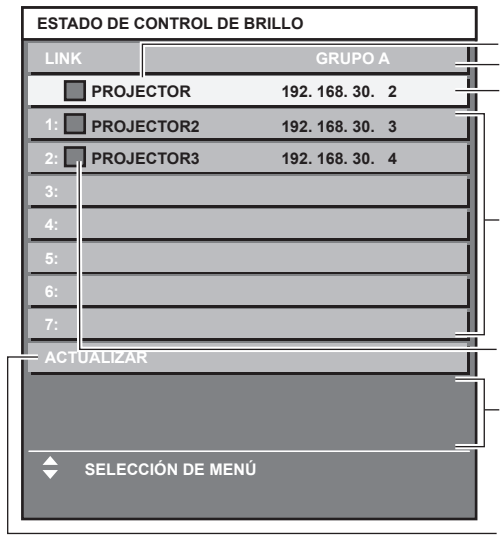 ESTADO DE CONTROL DE BRILLO
LINK GRUPO A
PROJECTOR 192. 168. 30. 2
1: PROJECTOR2 192. 168. 30. 3
2: PROJECTOR3 192. 168. 30. 4
3:
4:
5:
6:
7:
ACTUALIZAR
SELECCIÓN DE MENÚ